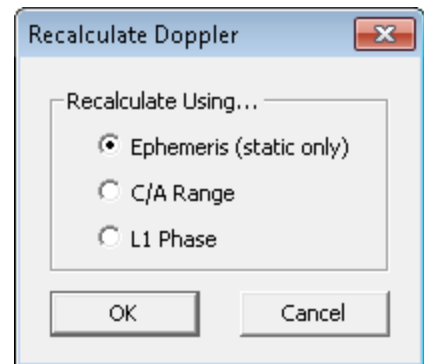 Recalculate Doppler
Recalculate Using...
Ephemeris (static only)
C/A Range
L1 Phase
OK Cancel